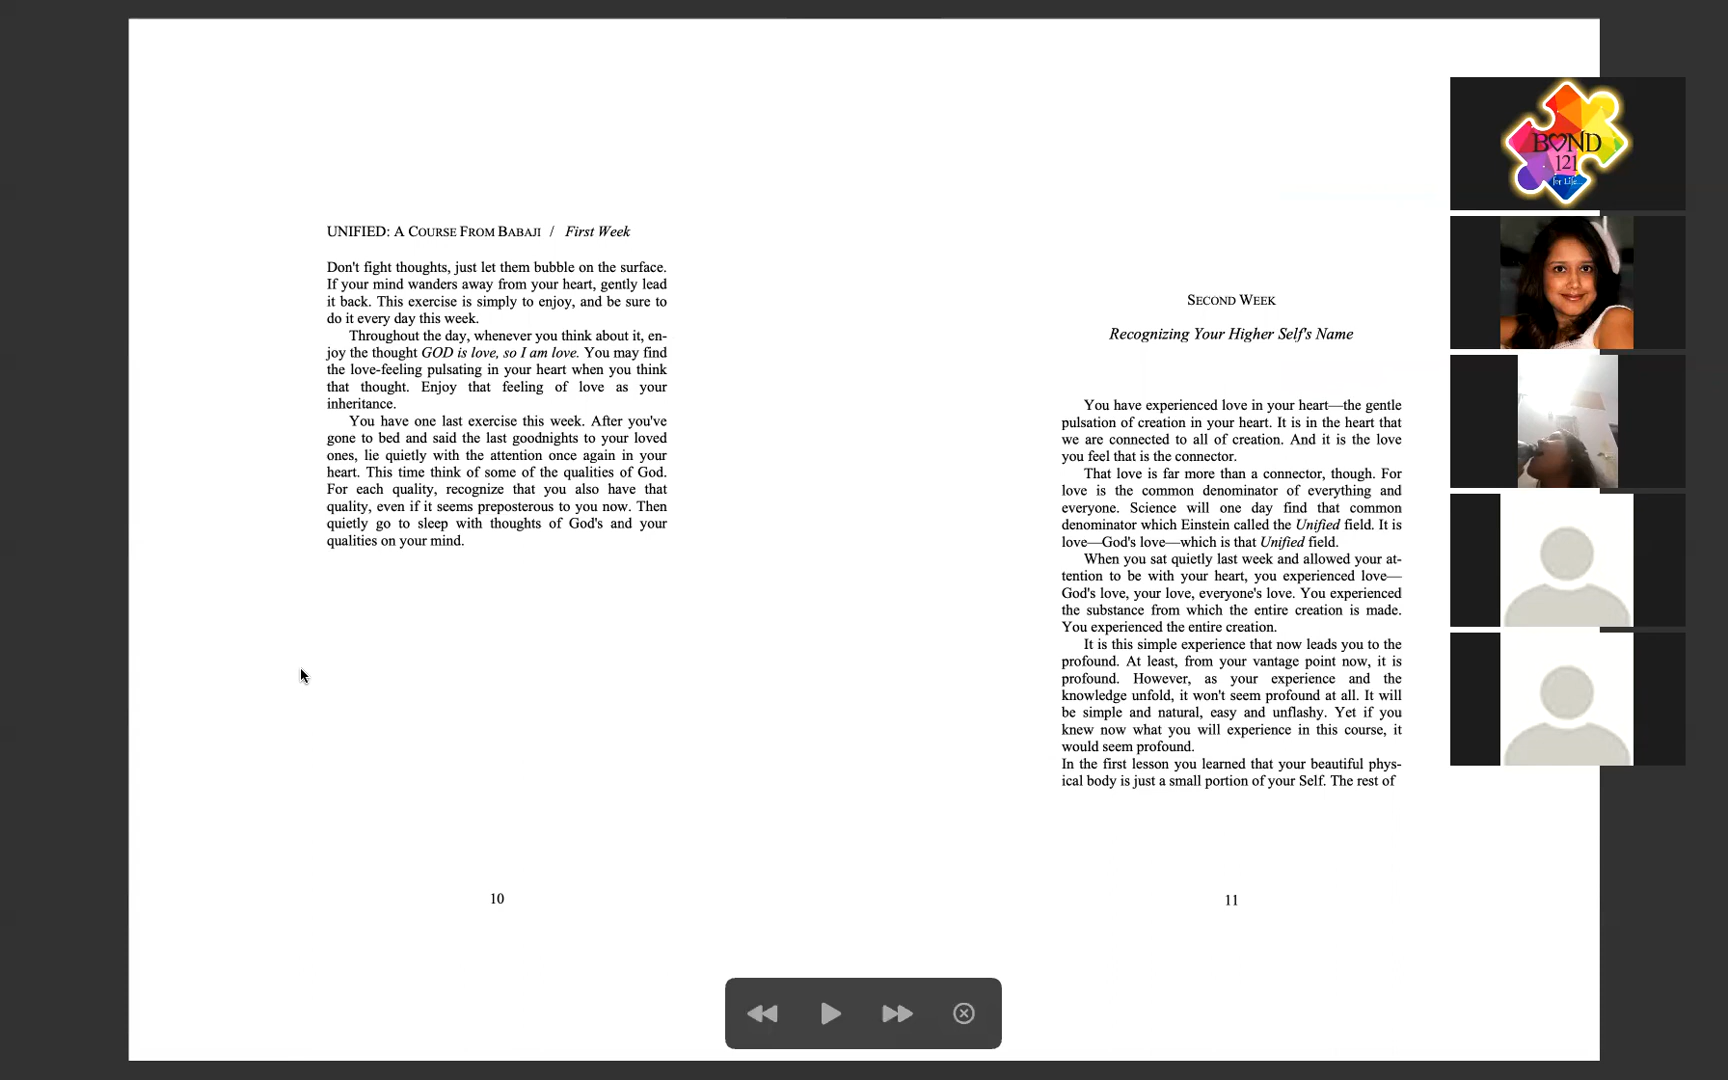 UNIFIED: A COURSE FROM BABAJI / First Week
Don't fight thoughts, just let them bubble on the surface.
If your mind wanders away from your heart, gently lead
it back. This exercise is simply to enjoy, and be sure to
do it every day this week.
Throughout the day, whenever you think about it, en-
joy the thought GOD is love, so I am love. You may find
the love-feeling pulsating in your heart when you think
that thought. Enjoy that feeling of love as your
inheritance.
You have one last exercise this week. After you've
gone to bed and said the last goodnights to your loved
ones, lie quietly with the attention once again in your
heart. This time think of some of the qualities of God.
For each quality, recognize that you also have that
quality, even if it seems preposterous to you now. Then
quietly go to sleep with thoughts of God's and your
qualities on your mind.
10
SECOND WEEK
Recognizing Your Higher Self's Name
You have experienced love in your heart—the gentle
pulsation of creation in your heart. It is in the heart that
we are connected to all of creation. And it is the love
you feel that is the connector.
That love is far more than a connector, though. For
love is the common denominator of everything and
everyone. Science will one day find that common
denominator which Einstein called the Unified field. It is
love—God's love—which is that Unified field.
When you sat quietly last week and allowed your at-
tention to be with your heart, you experienced love—
God's love, your love, everyone's love. You experienced
the substance from which the entire creation is made.
You experienced the entire creation.
It is this simple experience that now leads you to the
profound. At least, from your vantage point now, it is
profound. However, as your experience and the
knowledge unfold, it won't seem profound at all. It will
be simple and natural, easy and unflashy. Yet if you
knew now what you will experience in this course, it
would seem profound.
In the first lesson you learned that your beautiful phys-
ical body is just a small portion of your Self. The rest of
11
BOND
121
for Life